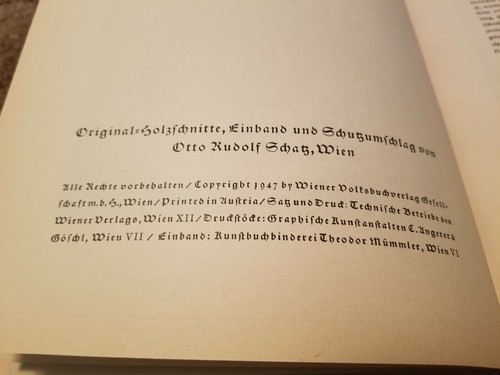 Original-Holzschnitte, Einband und Schutzumschlag von
Otto Rudolf Schatz, Wien
Alle Rechte vorbehalten / Copyright 1947 by Wiener Volksbuchverlag Gesell-
schaft m. b. H., Wien / Printed in Austria / Satz und Druck: Technische Betriebe des
Wiener Verlags, Wien XII / Druckstöcke: Graphische Kunstanstalten C. Angerer &
Göschl, Wien VII / Einband: Kunstbuchbinderei Theodor Mümmler, Wien VI